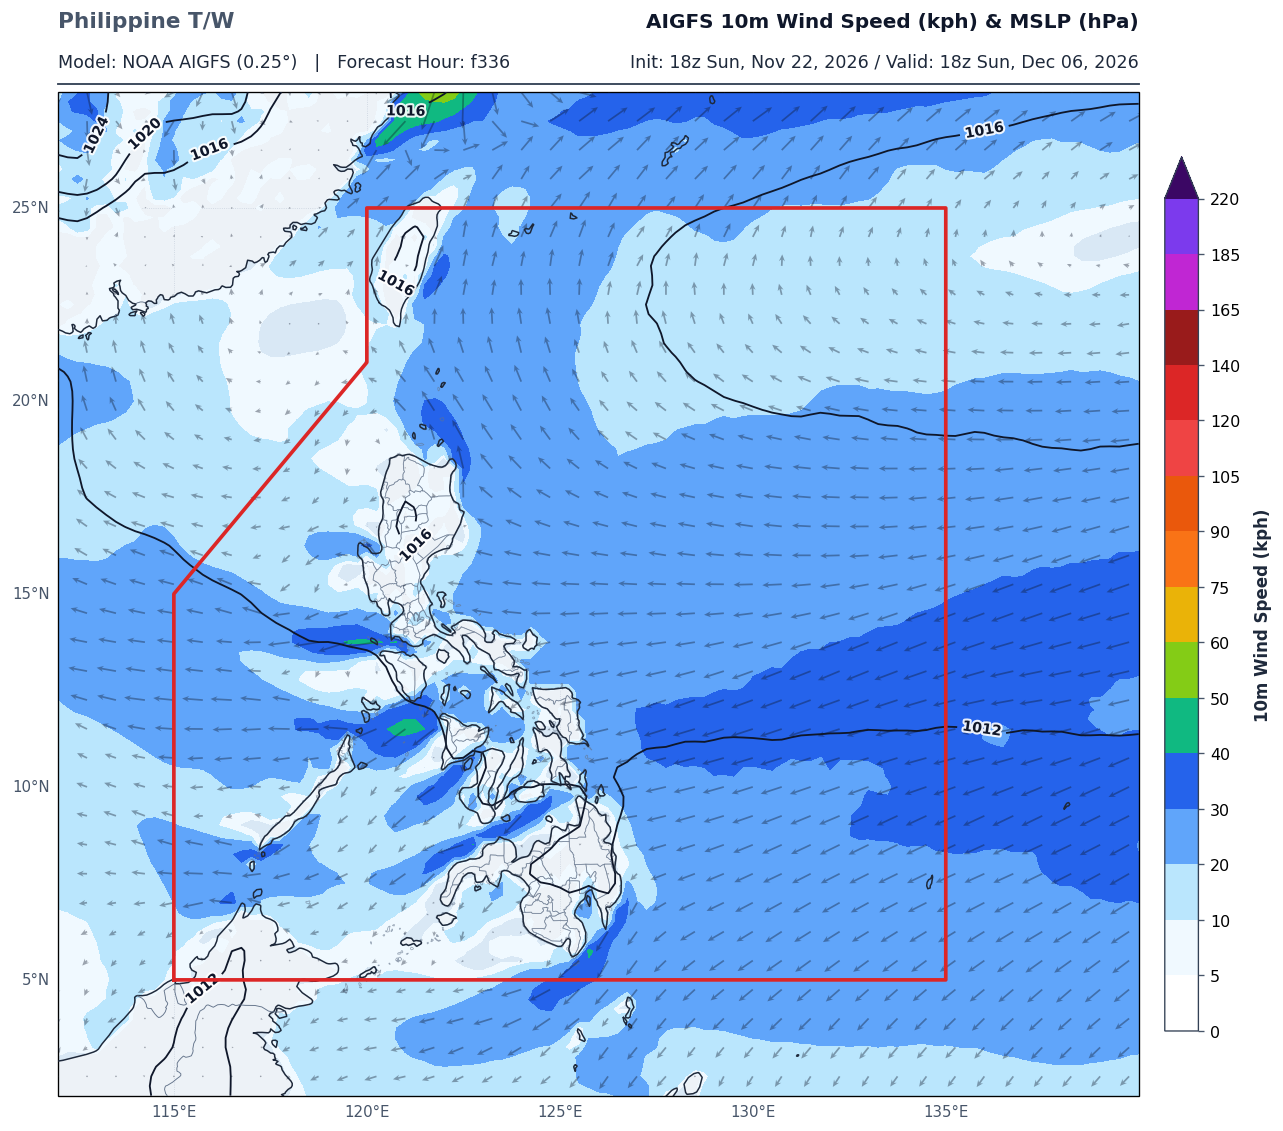 Philippine T/W
AIGFS 10m Wind Speed (kph) & MSLP (hPa)
Model: NOAA AIGFS (0.25°) | Forecast Hour: f336
Init: 18z Sun, Nov 22, 2026 / Valid: 18z Sun, Dec 06, 2026
1024
1020
1016
1016
1016
1016
1016
1012
1012
25°N
20°N
15°N
10°N
5°N
115°E
120°E
125°E
130°E
135°E
220
185
165
140
120
105
90
75
60
50
40
30
20
10
5
0
10m Wind Speed (kph)